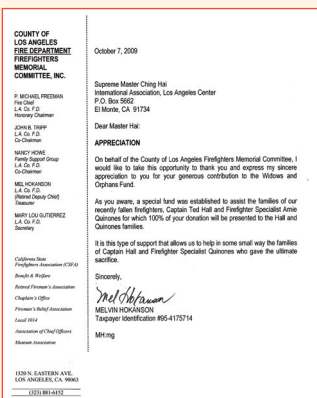 COUNTY OF
LOS ANGELES
FIRE DEPARTMENT
FIREFIGHTERS
MEMORIAL
COMMITTEE, INC.
P. MICHAEL FREEMAN
Fire Chief
L.A. Co. F.D.
Honorary Chairman
JOHN B. TRIPP
L.A. Co. F.D.
Co-Chairman
NANCY HOWE
Family Support Group
L.A. Co. F.D.
Co-Chairman
MEL HOKANSON
L.A. Co. F.D.
(Retired Deputy Chief)
Treasurer
MARY LOU GUTIERREZ
L.A. Co. F.D.
Secretary
California State
Firefighters Association (CSFA)
Benefit & Welfare
Retired Firemen's Association
Chaplain's Office
Fireman's Relief Association
Local 1014
Association of Chief Officers
Museum Association
1320 N. EASTERN AVE.
LOS ANGELES, CA. 90063
(323) 881-6152
October 7, 2009
Supreme Master Ching Hai
International Association, Los Angeles Center
P.O. Box 5662
El Monte, CA 91734
Dear Master Hai:
APPRECIATION
On behalf of the County of Los Angeles Firefighters Memorial Committee, I
would like to take this opportunity to thank you and express my sincere
appreciation to you for your generous contribution to the Widows and
Orphans Fund.
As you aware, a special fund was established to assist the families of our
recently fallen firefighters, Captain Ted Hall and Firefighter Specialist Arnie
Quinones for which 100% of your donation will be presented to the Hall and
Quinones families.
It is this type of support that allows us to help in some small way the families
of Captain Hall and Firefighter Specialist Quinones who gave the ultimate
sacrifice.
Sincerely,
Mel Hokanson
MELVIN HOKANSON
Taxpayer Identification #95-4175714
MH:mg